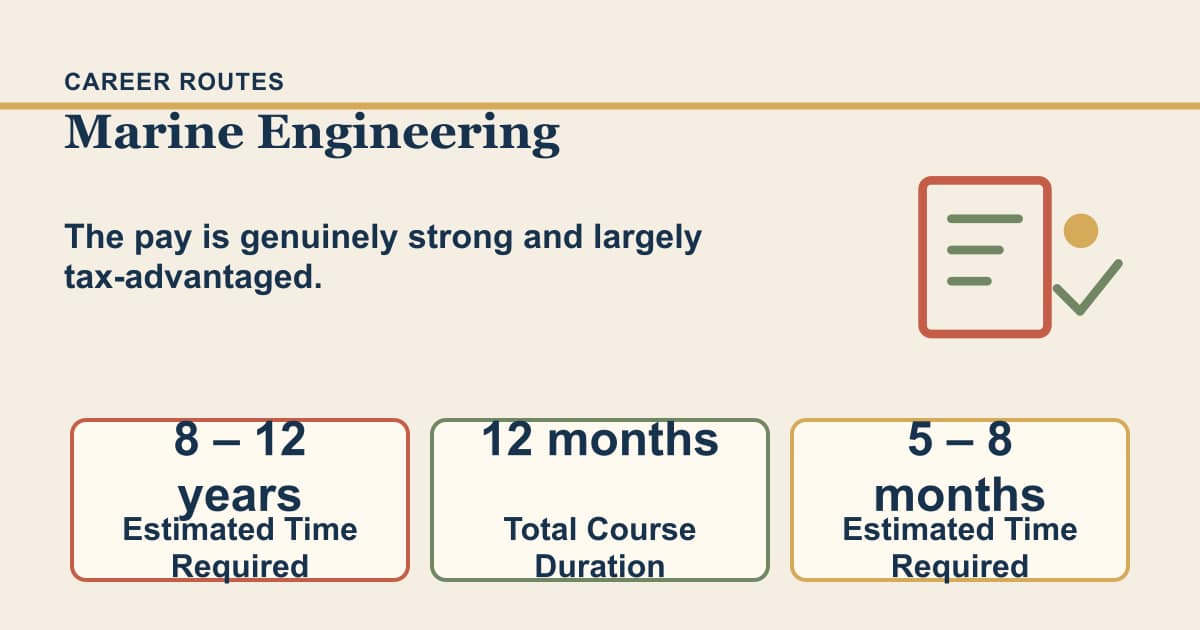 CAREER ROUTES
Marine Engineering
The pay is genuinely strong and largely
tax-advantaged.
8 – 12
years
Estimated Time
Required
12 months
Total Course
Duration
5 – 8
months
Estimated Time
Required